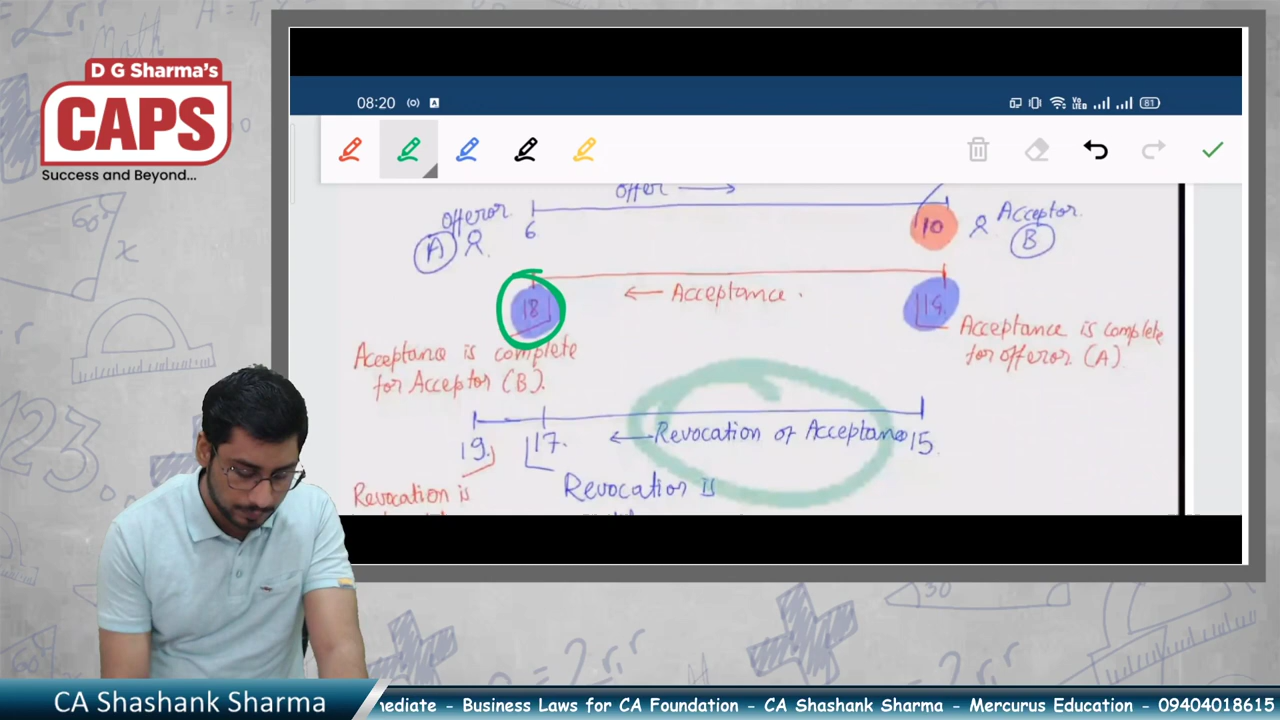 D G Sharma's
CAPS
Success and Beyond...
08:20
81
offer
offeror
A
6
10
Acceptor
B
18
Acceptance
14
Acceptance is complete
for offeror (A)
Acceptance is complete
for Acceptor (B).
19.
17.
Revocation of Acceptance
15.
Revocation is
Revocation is
CA Shashank Sharma
mediate - Business Laws for CA Foundation - CA Shashank Sharma - Mercurus Education - 09404018615